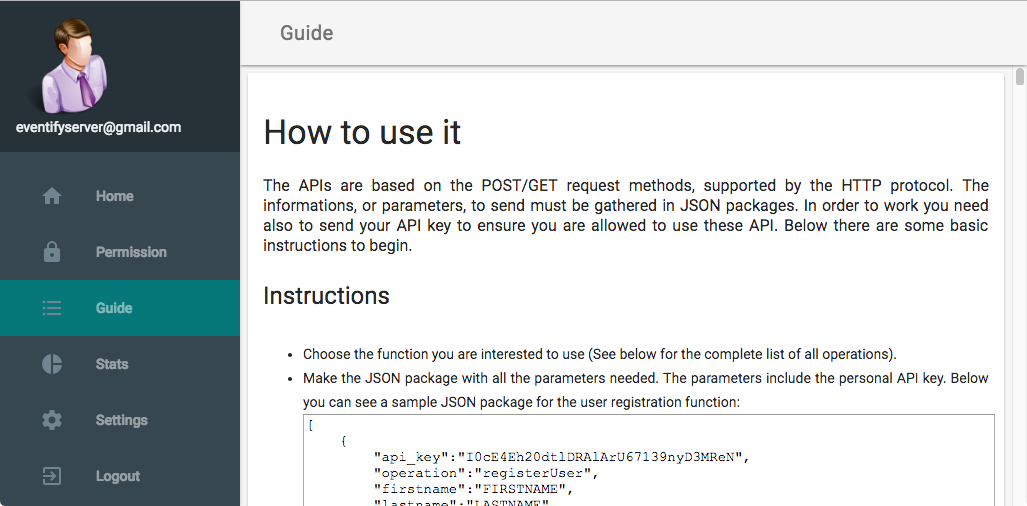 Guide
eventifyserver@gmail.com
Home
Permission
Guide
Stats
Settings
Logout
How to use it
The APIs are based on the POST/GET request methods, supported by the HTTP protocol. The
informations, or parameters, to send must be gathered in JSON packages. In order to work you need
also to send your API key to ensure you are allowed to use these API. Below there are some basic
instructions to begin.
Instructions
• Choose the function you are interested to use (See below for the complete list of all operations).
• Make the JSON package with all the parameters needed. The parameters include the personal API key. Below
you can see a sample JSON package for the user registration function:
[
{
"api_key":"I0cE4Eh20dtlDRAlArU67139nyD3MReN",
"operation":"registerUser",
"firstname":"FIRSTNAME",
"lastname":"LASTNAME"